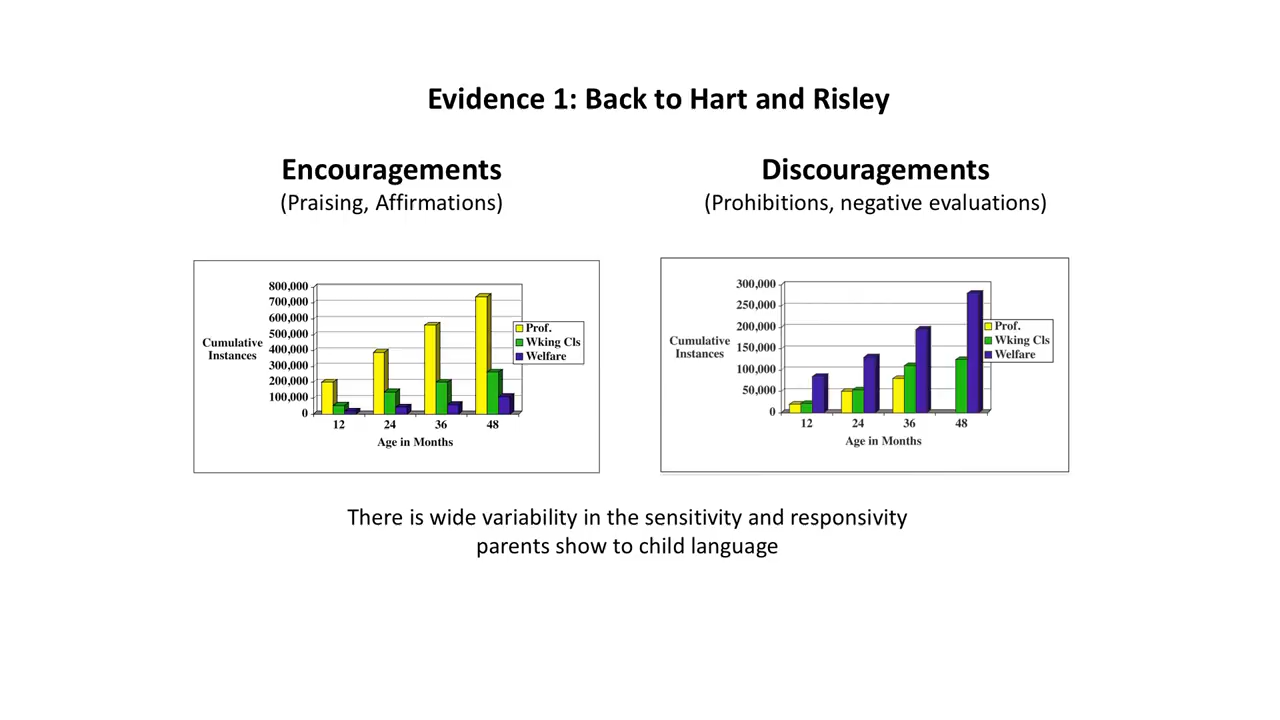 Evidence 1: Back to Hart and Risley
Encouragements
(Praising, Affirmations)
800,000
700,000
600,000
500,000
400,000
300,000
200,000
100,000
0
Cumulative
Instances
12 24 36 48
Age in Months
Prof.
Wking Cls
Welfare
Discouragements
(Prohibitions, negative evaluations)
300,000
250,000
200,000
150,000
100,000
50,000
0
Cumulative
Instances
12 24 36 48
Age in Months
Prof.
Wking Cls
Welfare
There is wide variability in the sensitivity and responsivity
parents show to child language